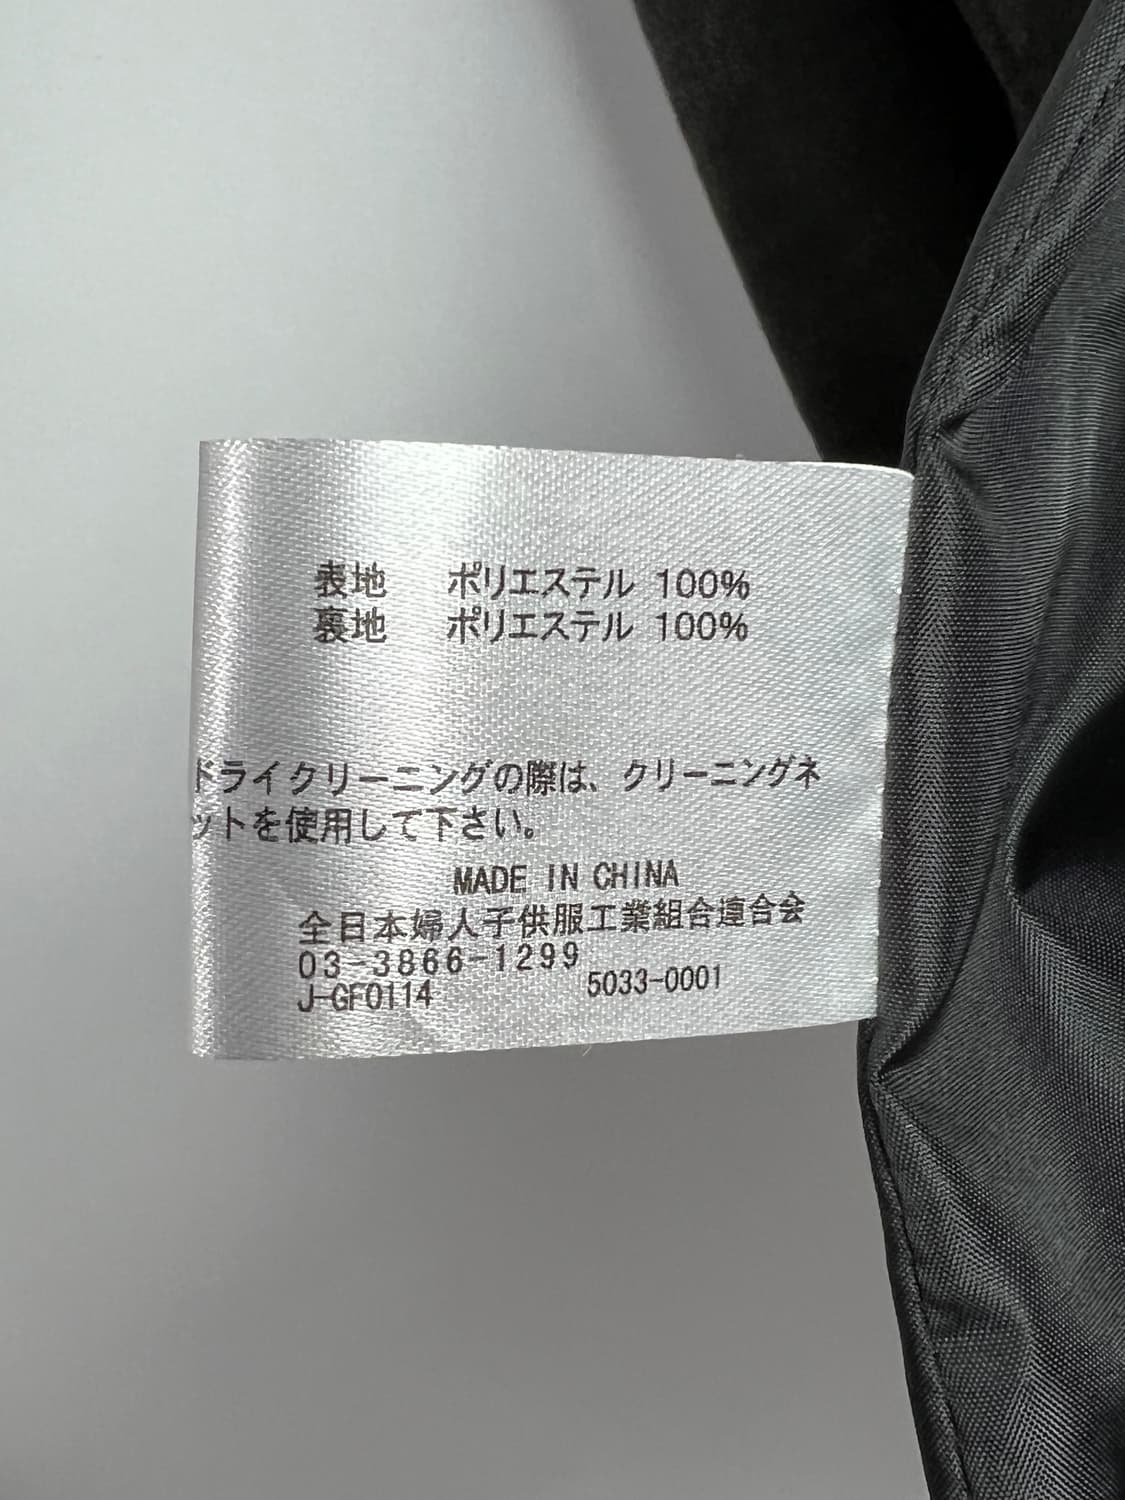 表地 ポリエステル 100%
裏地 ポリエステル 100%
ドライクリーニングの際は、クリーニングネ
ットを使用して下さい。
MADE IN CHINA
全日本婦人子供服工業組合連合会
03-3866-1299
J-GF0114 5033-0001